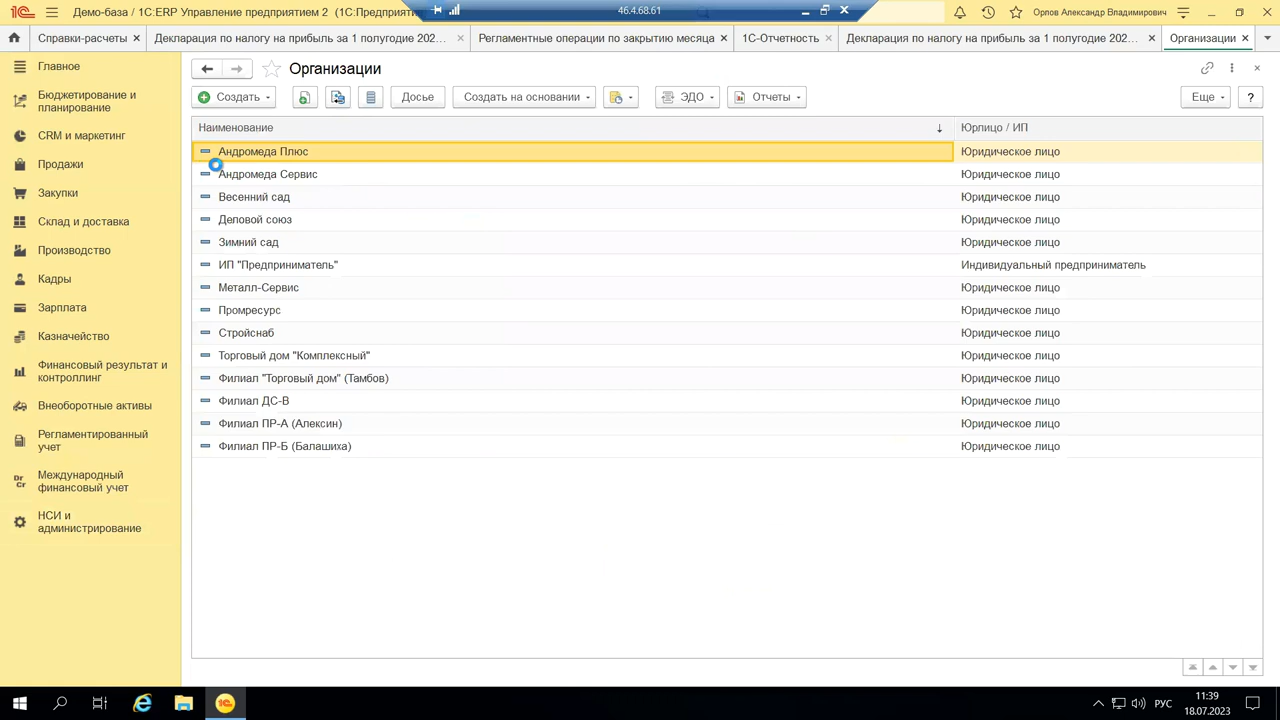 Демо-база / 1С:ERP Управление предприятием 2 (1С:Предприяти
46.4.68.61
Орлов Александр Владимирович
Справки-расчеты
Декларация по налогу на прибыль за 1 полугодие 202...
Регламентные операции по закрытию месяца
1С-Отчетность
Декларация по налогу на прибыль за 1 полугодие 202...
Организации
Главное
Бюджетирование и
планирование
CRM и маркетинг
Продажи
Закупки
Склад и доставка
Производство
Кадры
Зарплата
Казначейство
Финансовый результат и
контроллинг
Внеоборотные активы
Регламентированный
учет
Международный
финансовый учет
НСИ и
администрирование
Организации
Создать
Досье
Создать на основании
ЭДО
Отчеты
Еще
?
Наименование
Юрлицо / ИП
Андромеда Плюс
Юридическое лицо
Андромеда Сервис
Юридическое лицо
Весенний сад
Юридическое лицо
Деловой союз
Юридическое лицо
Зимний сад
Юридическое лицо
ИП "Предприниматель"
Индивидуальный предприниматель
Металл-Сервис
Юридическое лицо
Промресурс
Юридическое лицо
Стройснаб
Юридическое лицо
Торговый дом "Комплексный"
Юридическое лицо
Филиал "Торговый дом" (Тамбов)
Юридическое лицо
Филиал ДС-В
Юридическое лицо
Филиал ПР-А (Алексин)
Юридическое лицо
Филиал ПР-Б (Балашиха)
Юридическое лицо
РУС
11:39
18.07.2023